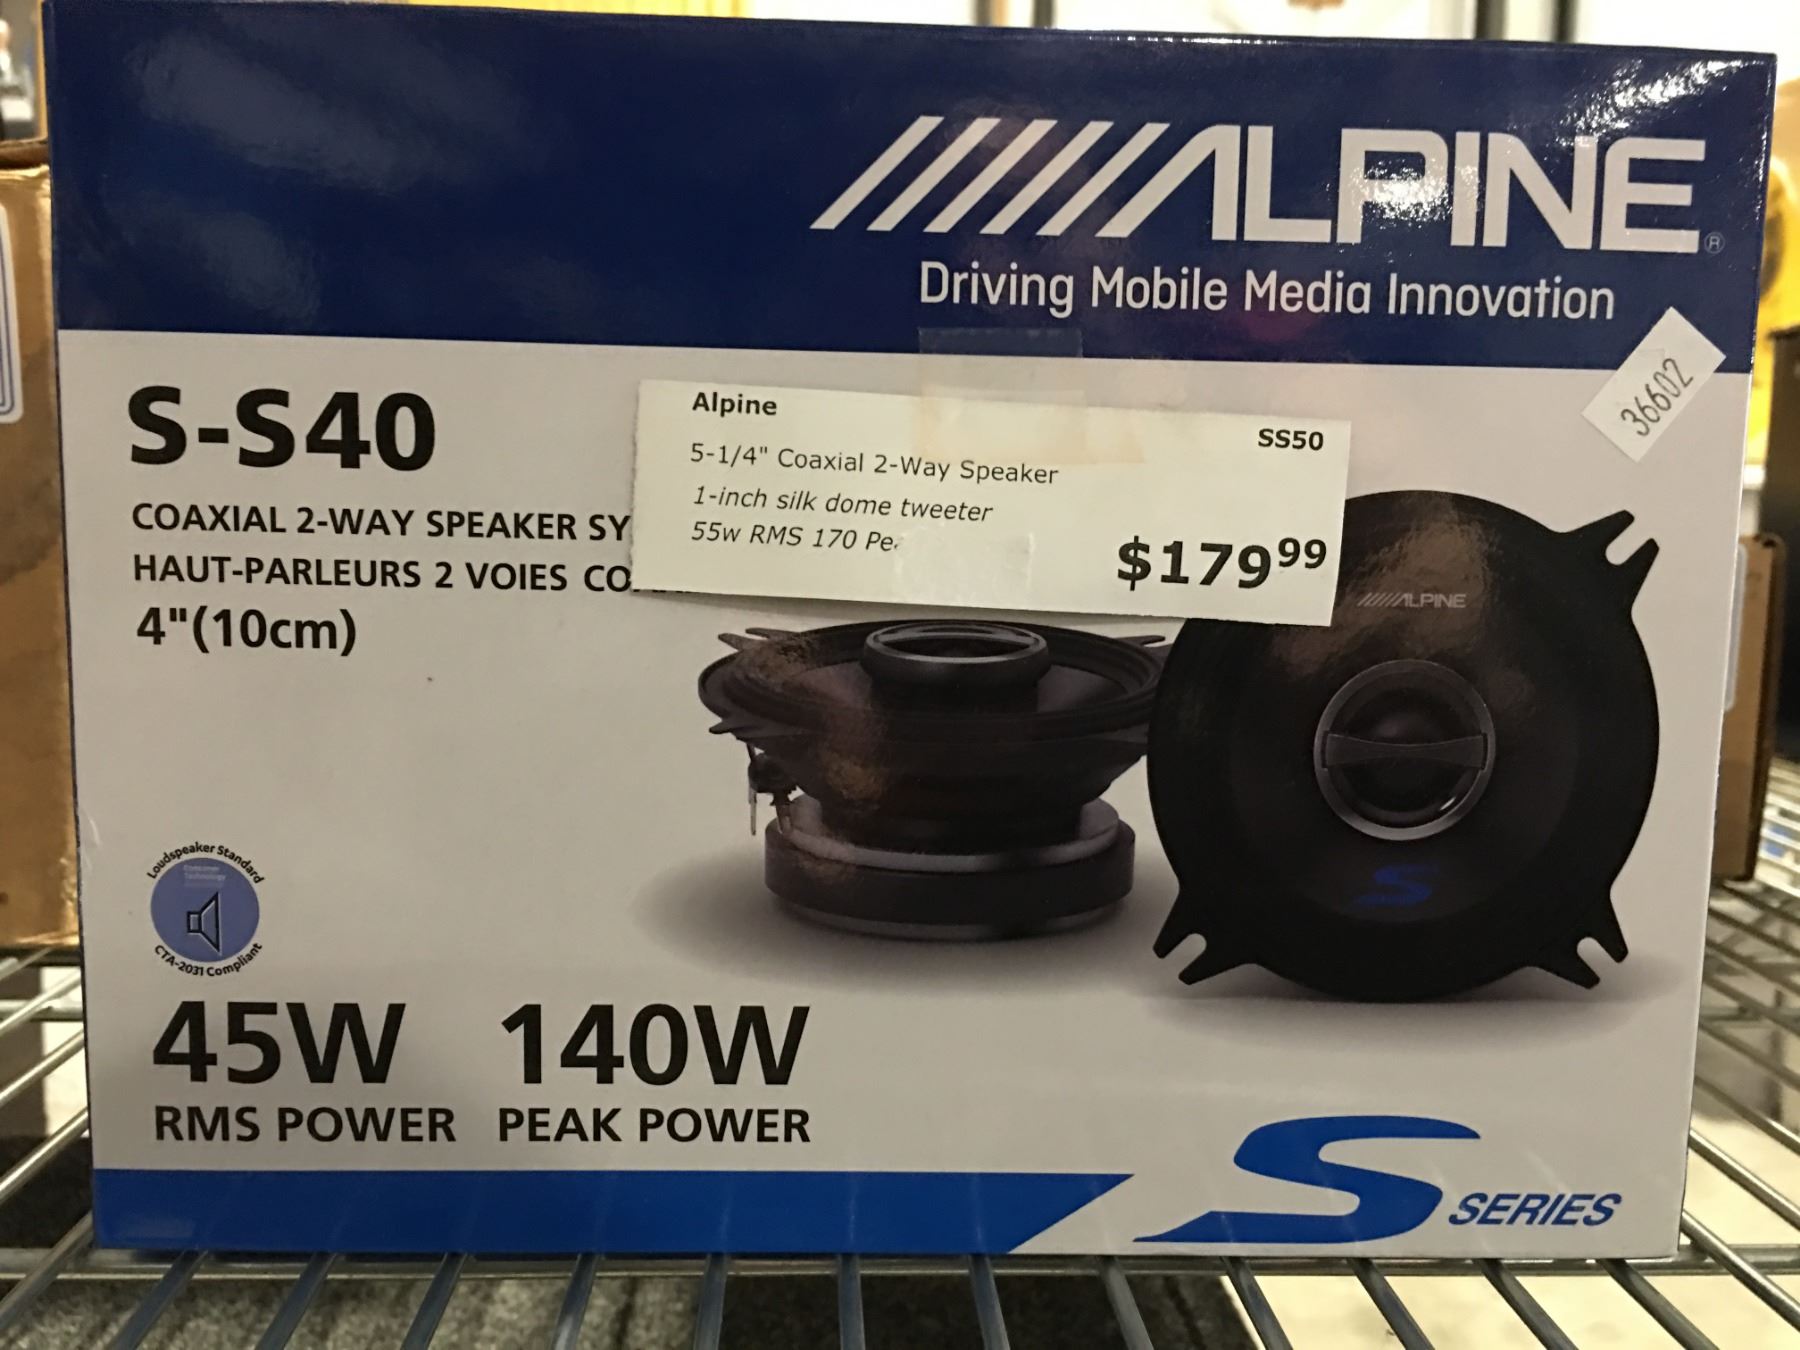 ALPINE
Driving Mobile Media Innovation
36602
S-S40
COAXIAL 2-WAY SPEAKER SY
HAUT-PARLEURS 2 VOIES CO
4"(10cm)
Alpine
SS50
5-1/4" Coaxial 2-Way Speaker
1-inch silk dome tweeter
55w RMS 170
$179 99
ALPINE
S
Loudspeaker Standard
Consumer
Technology
CTA-2031 Compliant
45W 140W
RMS POWER PEAK POWER
S SERIES